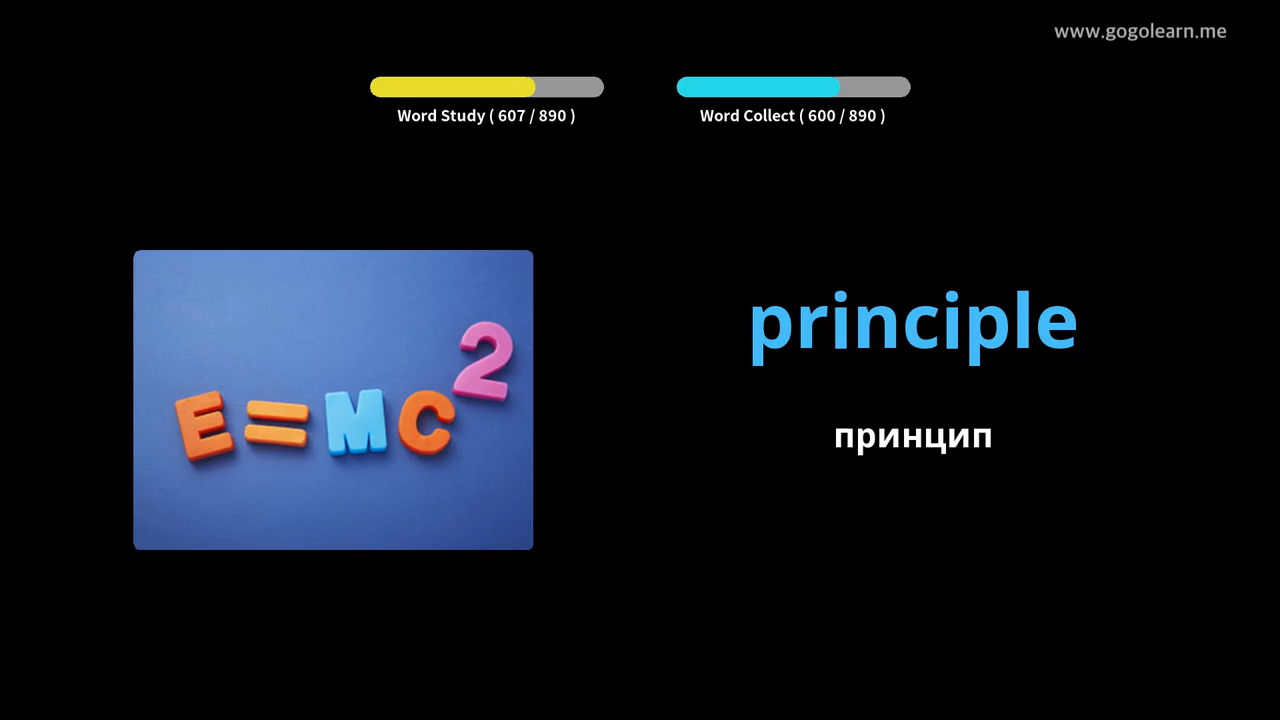 www.gogolearn.me
Word Study ( 607 / 890 )
Word Collect ( 600 / 890 )
E=MC2
principle
принцип